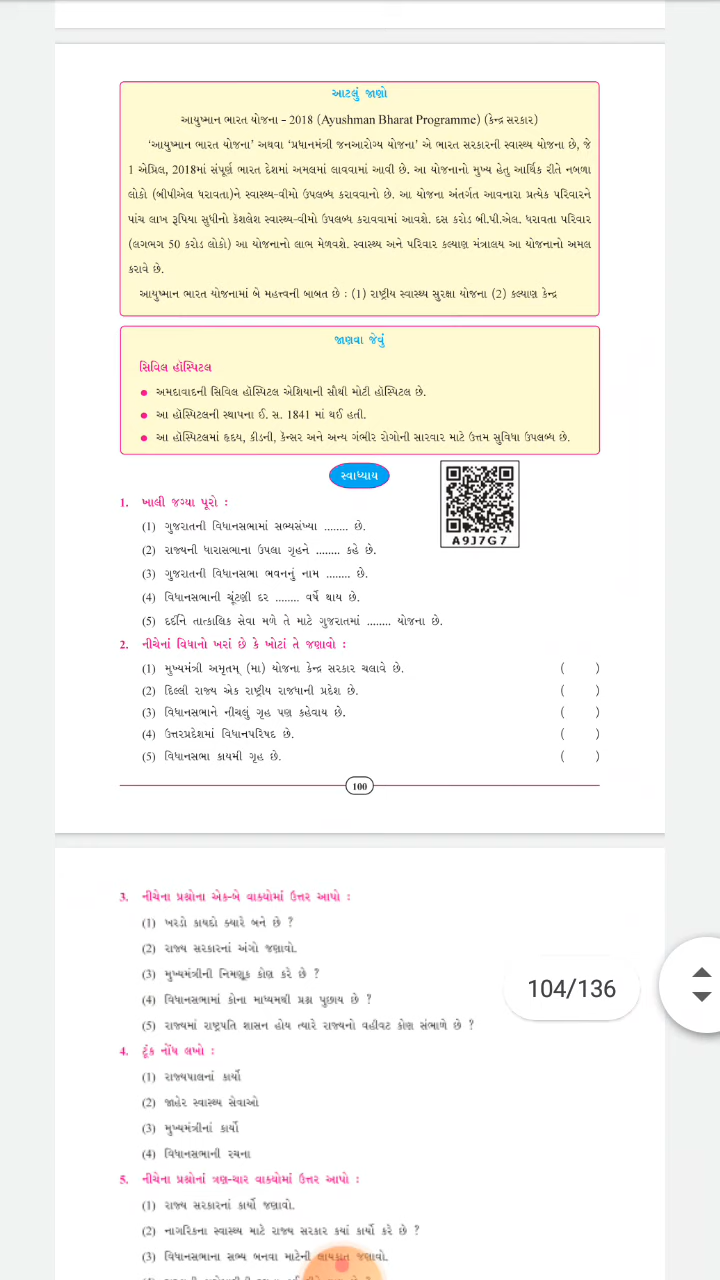 આટલું જાણો
આયુષ્માન ભારત યોજના – 2018 (Ayushman Bharat Programme) (કેન્દ્ર સરકાર)
‘આયુષ્માન ભારત યોજના’ અથવા ‘પ્રધાનમંત્રી જનઆરોગ્ય યોજના’ એ ભારત સરકારની સ્વાસ્થ્ય યોજના છે, જે
1 એપ્રિલ, 2018માં સંપૂર્ણ ભારત દેશમાં અમલમાં લાવવામાં આવી છે. આ યોજનાનો મુખ્ય હેતુ આર્થિક રીતે નબળા
લોકો (બીપીએલ ધરાવતા)ને સ્વાસ્થ્ય-વીમો ઉપલબ્ધ કરાવવાનો છે. આ યોજના અંતર્ગત આવનારા પ્રત્યેક પરિવારને
પાંચ લાખ રૂપિયા સુધીનો કેશલેશ સ્વાસ્થ્ય-વીમો ઉપલબ્ધ કરાવવામાં આવશે. દસ કરોડ બી.પી.એલ. ધરાવતા પરિવાર
(લગભગ 50 કરોડ લોકો) આ યોજનાનો લાભ મેળવશે. સ્વાસ્થ્ય અને પરિવાર કલ્યાણ મંત્રાલય આ યોજનાનો અમલ
કરાવે છે.
આયુષ્માન ભારત યોજનામાં બે મહત્ત્વની બાબત છે : (1) રાષ્ટ્રીય સ્વાસ્થ્ય સુરક્ષા યોજના (2) કલ્યાણ કેન્દ્ર
જાણવા જેવું
સિવિલ હૉસ્પિટલ
● અમદાવાદની સિવિલ હૉસ્પિટલ એશિયાની સૌથી મોટી હૉસ્પિટલ છે.
● આ હૉસ્પિટલની સ્થાપના ઈ. સ. 1841 માં થઈ હતી.
● આ હૉસ્પિટલમાં હૃદય, કીડની, કૅન્સર અને અન્ય ગંભીર રોગોની સારવાર માટે ઉત્તમ સુવિધા ઉપલબ્ધ છે.
સ્વાધ્યાય
A9J7G7
1. ખાલી જગ્યા પૂરો :
(1) ગુજરાતની વિધાનસભામાં સભ્યસંખ્યા ........ છે.
(2) રાજ્યની ધારાસભાના ઉપલા ગૃહને ........ કહે છે.
(3) ગુજરાતની વિધાનસભા ભવનનું નામ ........ છે.
(4) વિધાનસભાની ચૂંટણી દર ........ વર્ષે થાય છે.
(5) દર્દીને તાત્કાલિક સેવા મળે તે માટે ગુજરાતમાં ........ યોજના છે.
2. નીચેનાં વિધાનો ખરાં છે કે ખોટાં તે જણાવો :
(1) મુખ્યમંત્રી અમૃતમ્ (મા) યોજના કેન્દ્ર સરકાર ચલાવે છે. ( )
(2) દિલ્લી રાજ્ય એક રાષ્ટ્રીય રાજધાની પ્રદેશ છે. ( )
(3) વિધાનસભાને નીચલું ગૃહ પણ કહેવાય છે. ( )
(4) ઉત્તરપ્રદેશમાં વિધાનપરિષદ છે. ( )
(5) વિધાનસભા કાયમી ગૃહ છે. ( )
100
3. નીચેના પ્રશ્નોના એક-બે વાક્યોમાં ઉત્તર આપો :
(1) ખરડો કાયદો ક્યારે બને છે ?
(2) રાજ્ય સરકારનાં અંગો જણાવો.
(3) મુખ્યમંત્રીની નિમણૂક કોણ કરે છે ?
104/136
(4) વિધાનસભામાં કોના માધ્યમથી પ્રશ્ન પુછાય છે ?
(5) રાજ્યમાં રાષ્ટ્રપતિ શાસન હોય ત્યારે રાજ્યનો વહીવટ કોણ સંભાળે છે ?
4. ટૂંક નોંધ લખો :
(1) રાજ્યપાલનાં કાર્યો
(2) જાહેર સ્વાસ્થ્ય સેવાઓ
(3) મુખ્યમંત્રીનાં કાર્યો
(4) વિધાનસભાની રચના
5. નીચેના પ્રશ્નોનાં ત્રણ-ચાર વાક્યોમાં ઉત્તર આપો :
(1) રાજ્ય સરકારનાં કાર્યો જણાવો.
(2) નાગરિકના સ્વાસ્થ્ય માટે રાજ્ય સરકાર કયાં કાર્યો કરે છે ?
(3) વિધાનસભાના સભ્ય બનવા માટેની લાયકાત જણાવો.